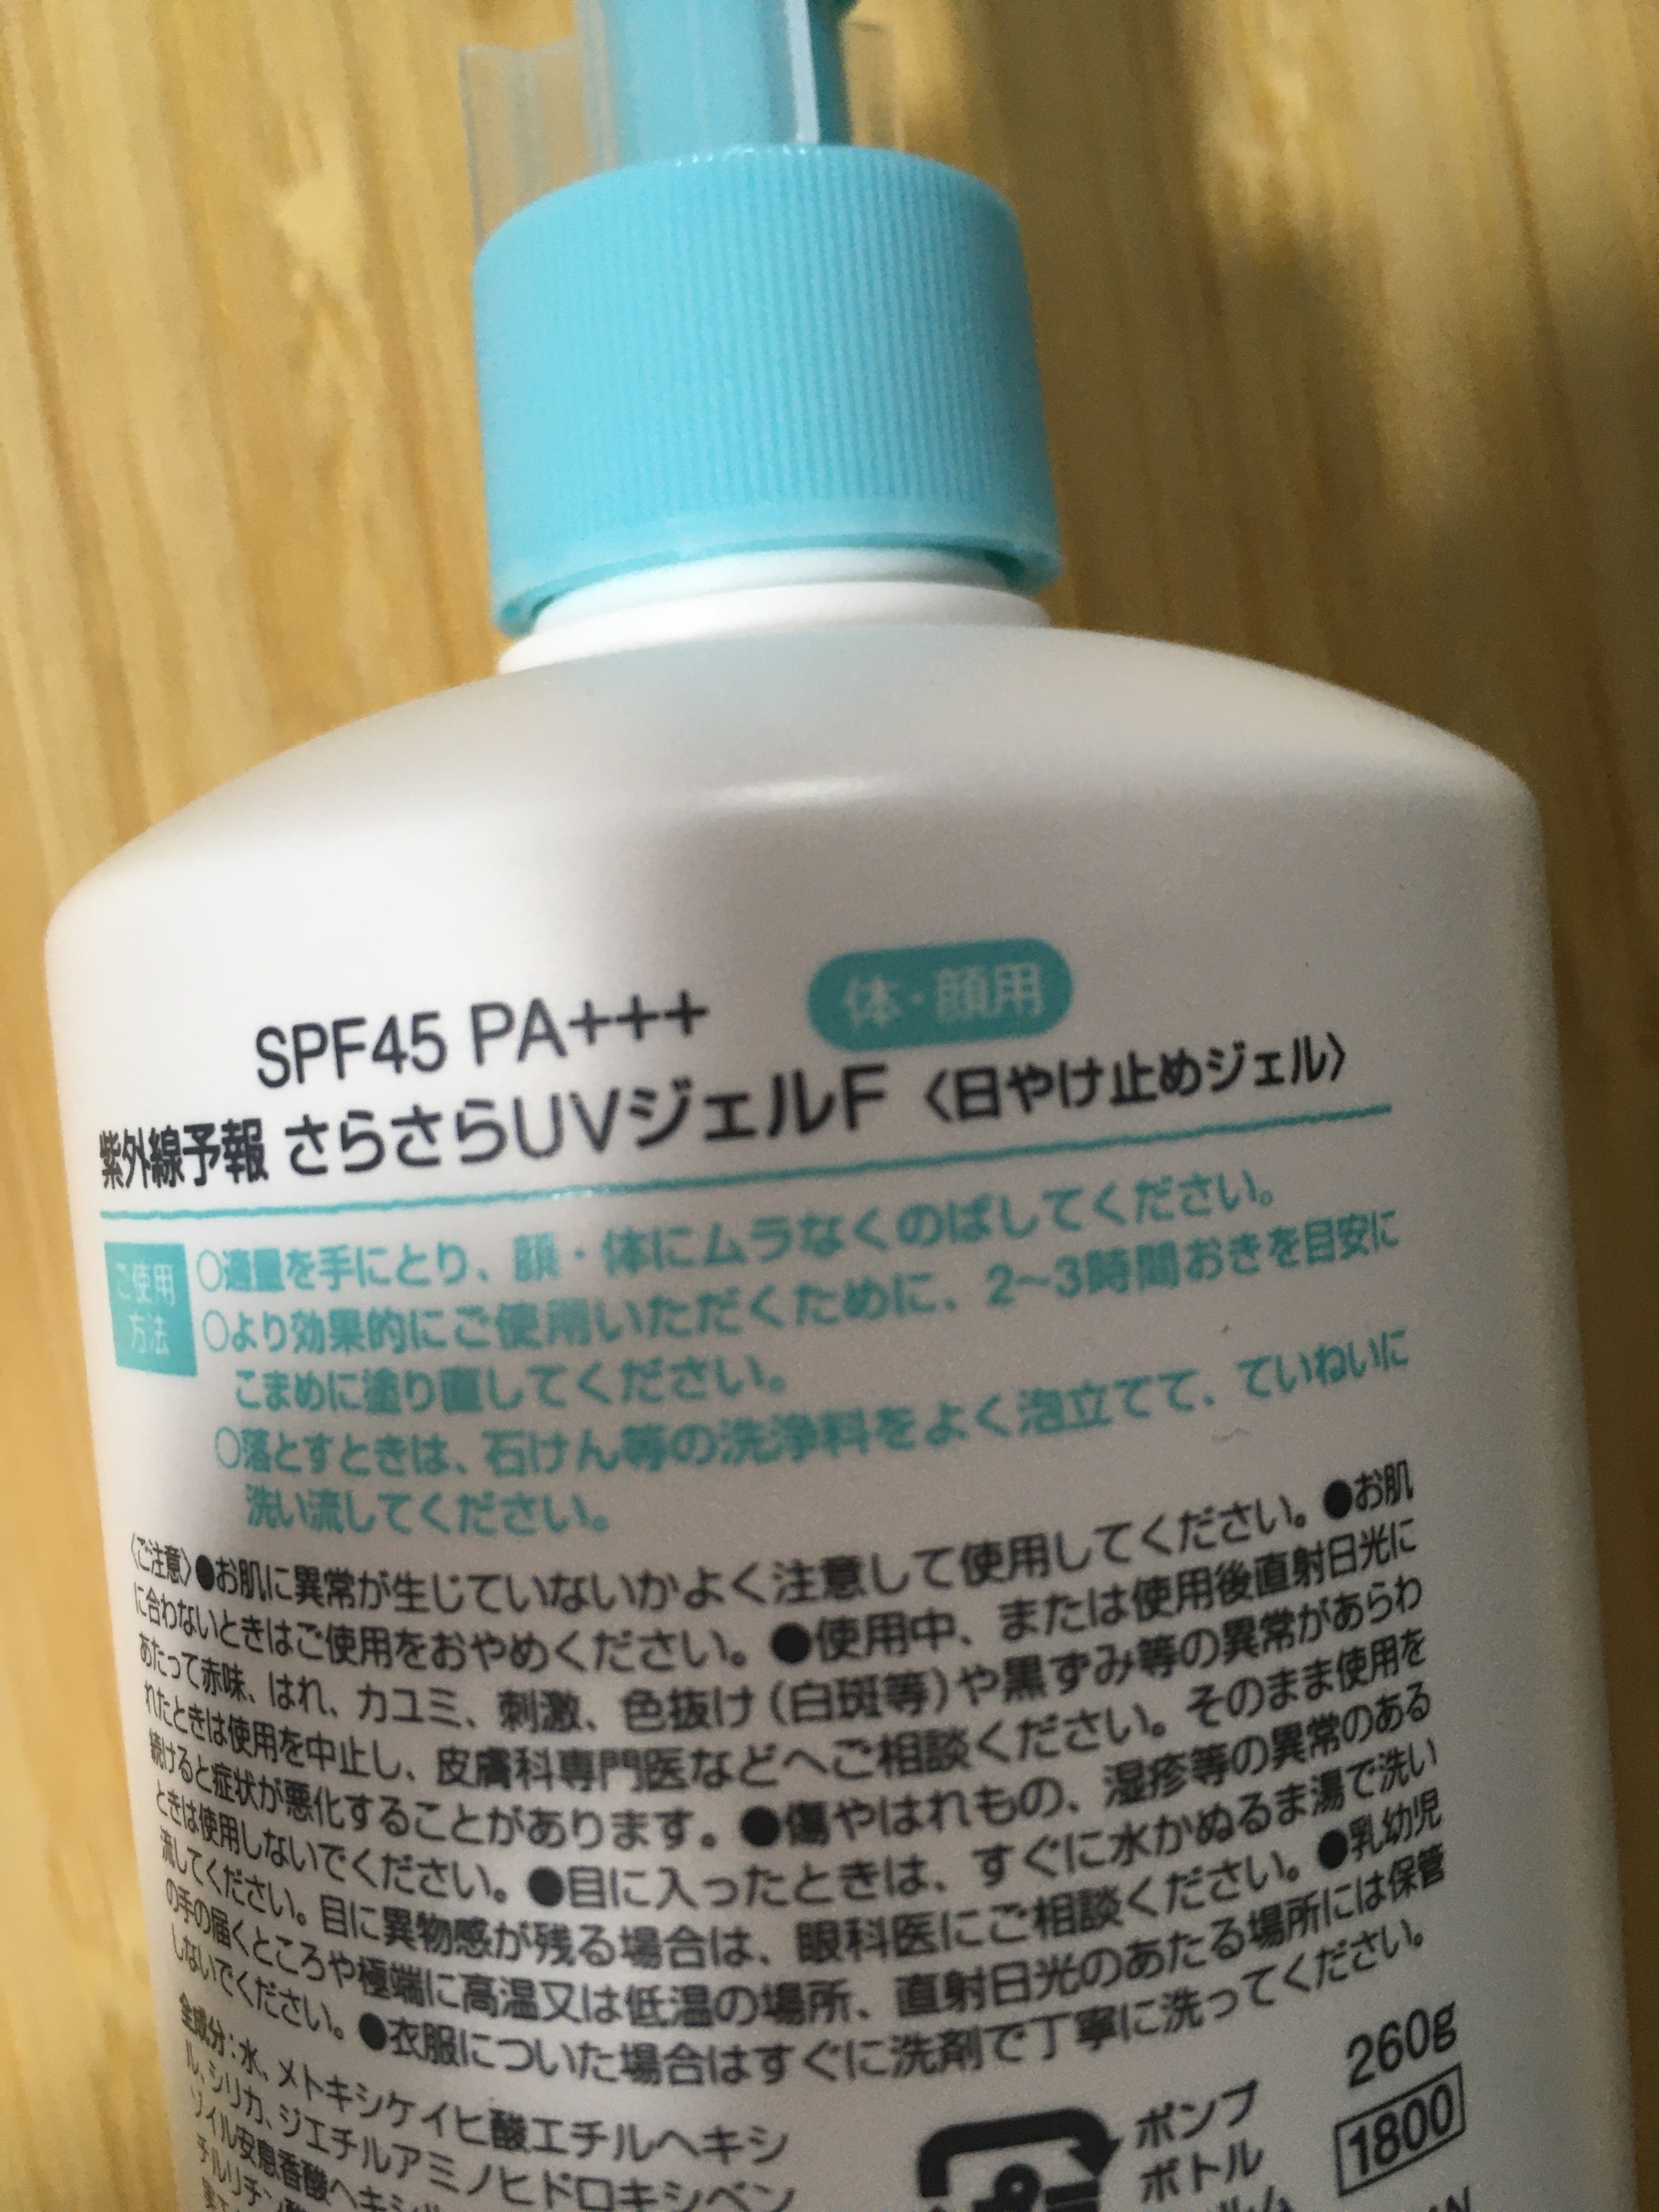 SPF45 PA+++ 体・顔用
紫外線予報 さらさらUVジェルF〈日やけ止めジェル〉
ご使用
方法
○適量を手にとり、顔・体にムラなくのばしてください。
○より効果的にご使用いただくために、2〜3時間おきを目安に
こまめに塗り直してください。
○落とすときは、石けん等の洗浄料をよく泡立てて、ていねいに
洗い流してください。
〈ご注意〉●お肌に異常が生じていないかよく注意して使用してください。●お肌
に合わないときはご使用をおやめください。●使用中、または使用後直射日光に
あたって赤味、はれ、カユミ、刺激、色抜け(白斑等)や黒ずみ等の異常があらわ
れたときは使用を中止し、皮膚科専門医などへご相談ください。そのまま使用を
続けると症状が悪化することがあります。●傷やはれもの、湿疹等の異常のある
ときは使用しないでください。●目に入ったときは、すぐに水かぬるま湯で洗い
流してください。目に異物感が残る場合は、眼科医にご相談ください。●乳幼児
の手の届くところや極端に高温又は低温の場所、直射日光のあたる場所には保管
しないでください。●衣服についた場合はすぐに洗剤で丁寧に洗ってください。
全成分:水、メトキシケイヒ酸エチルヘキシ
ル、シリカ、ジエチルアミノヒドロキシベン
ゾイル安息香酸ヘキシル
チルリチン酸
260g
1800
ポンプ
ボトル